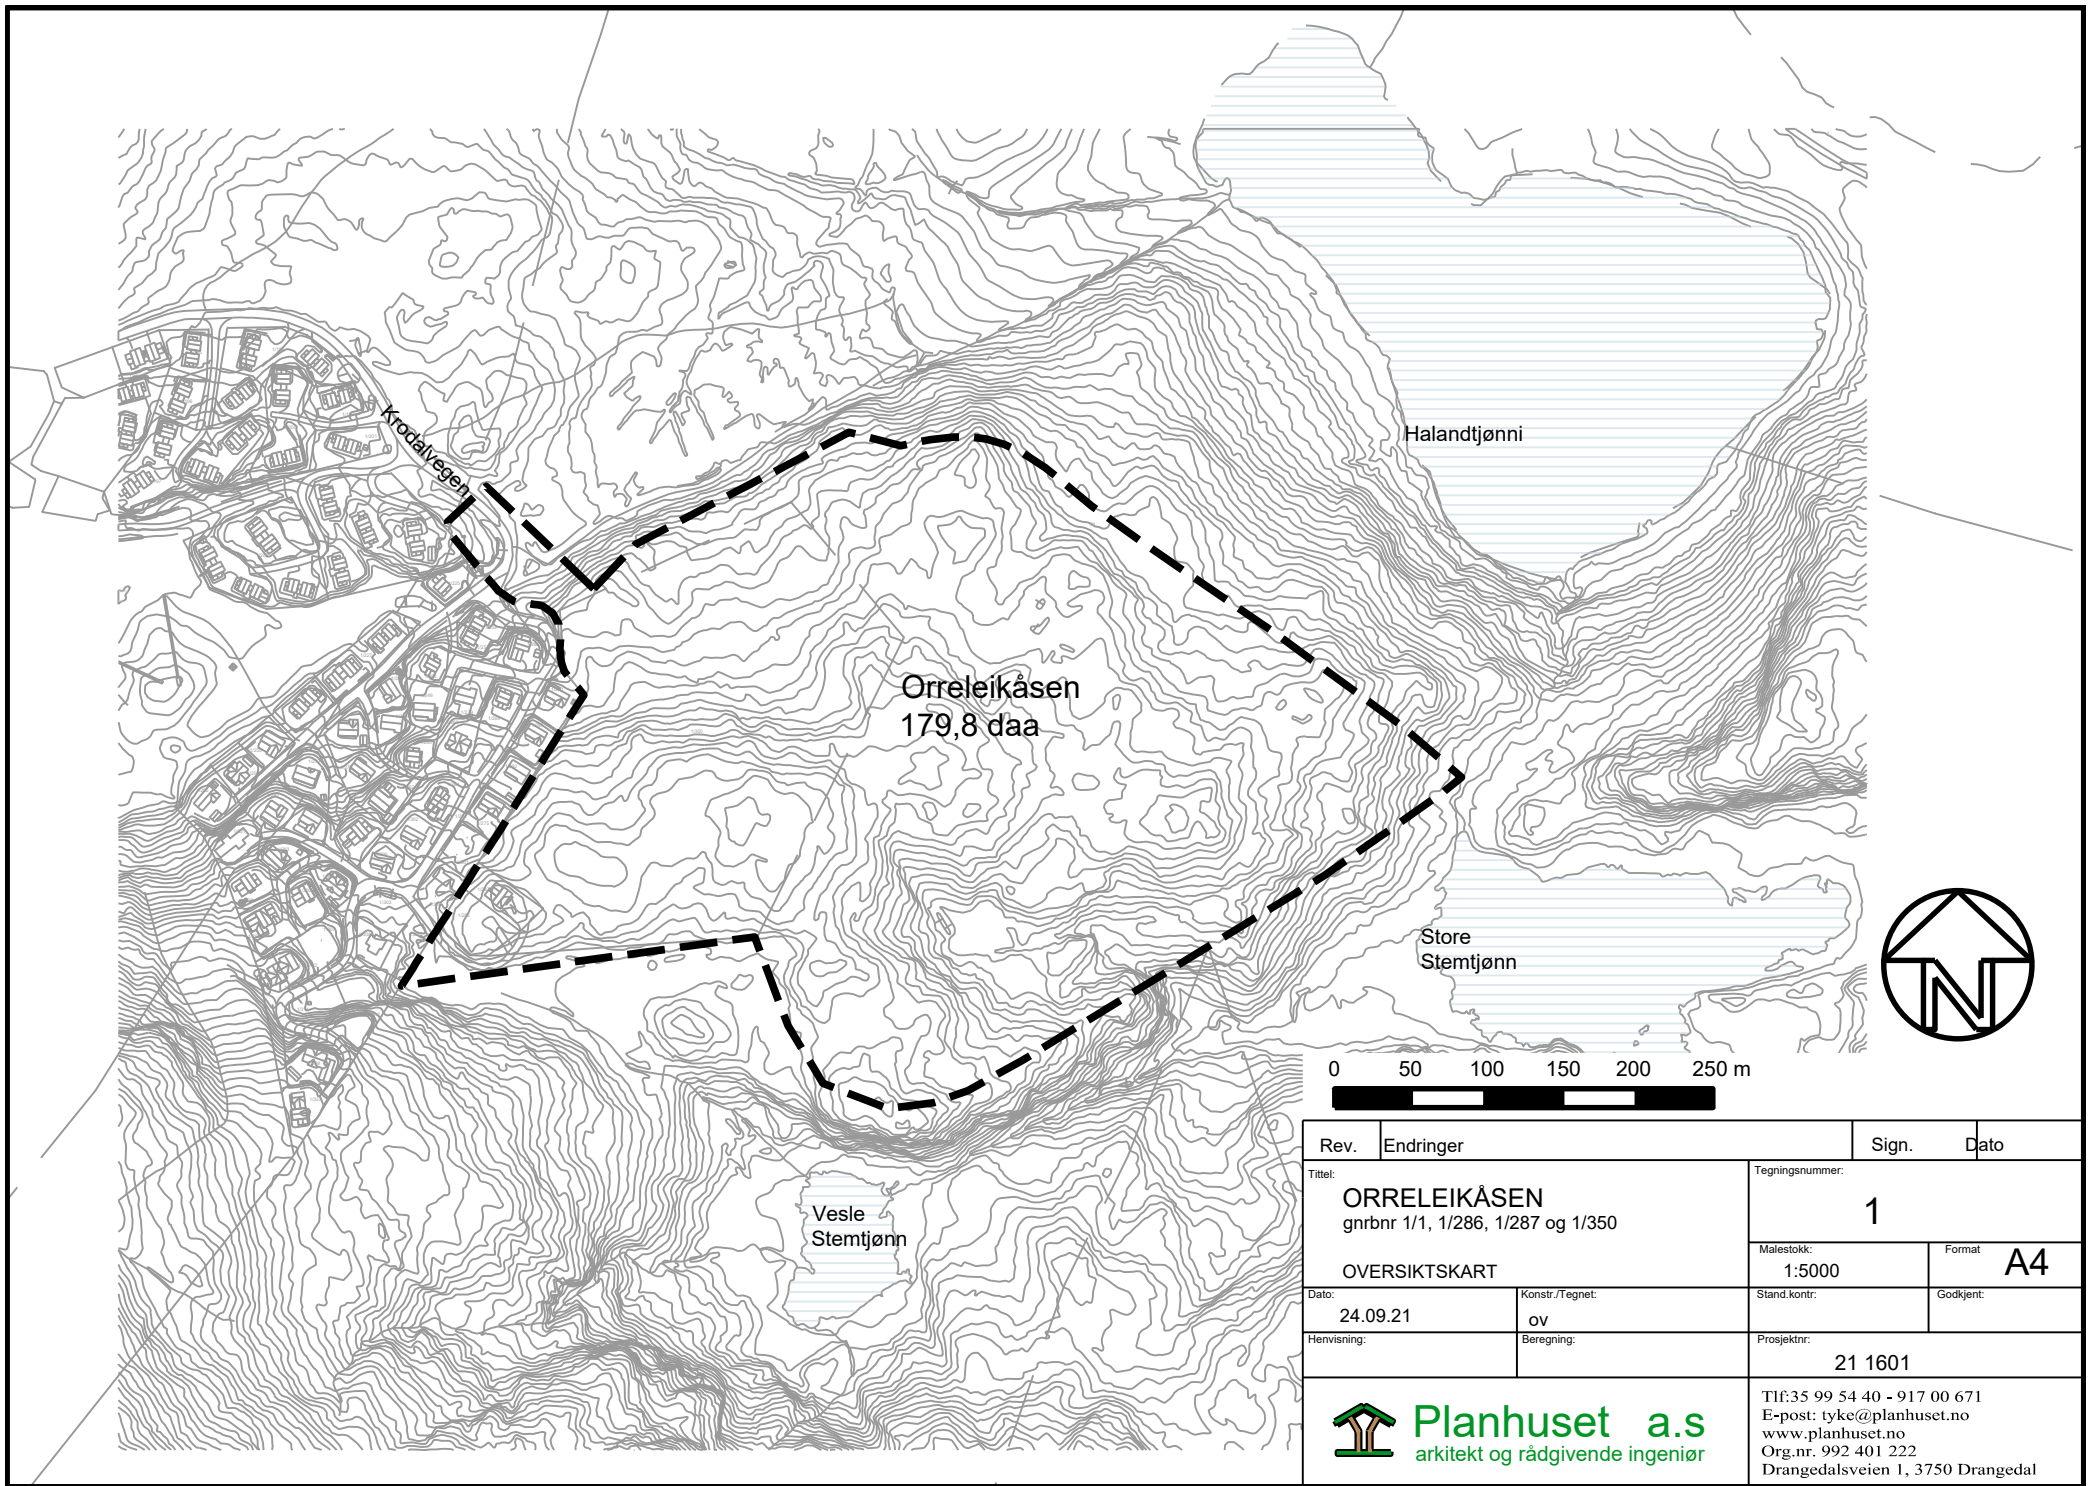 Krodalvegen
Halandtjønni
Orreleikåsen
179,8 daa
Store
Stemtjønn
N
0 50 100 150 200 250 m
Vesle
Stemtjønn
Rev. Endringer Sign. Dato
Tittel:
ORRELEIKÅSEN
gnrbnr 1/1, 1/286, 1/287 og 1/350
OVERSIKTSKART
Tegningsnummer:
1
Malestokk:
1:5000
Format
A4
Dato:
24.09.21
Konstr./Tegnet:
ov
Stand.kontr:
Godkjent:
Henvisning:
Beregning:
Prosjektnr:
21 1601
Planhuset a.s
arkitekt og rådgivende ingeniør
Tlf:35 99 54 40 - 917 00 671
E-post: tyke@planhuset.no
www.planhuset.no
Org.nr. 992 401 222
Drangedalsveien 1, 3750 Drangedal